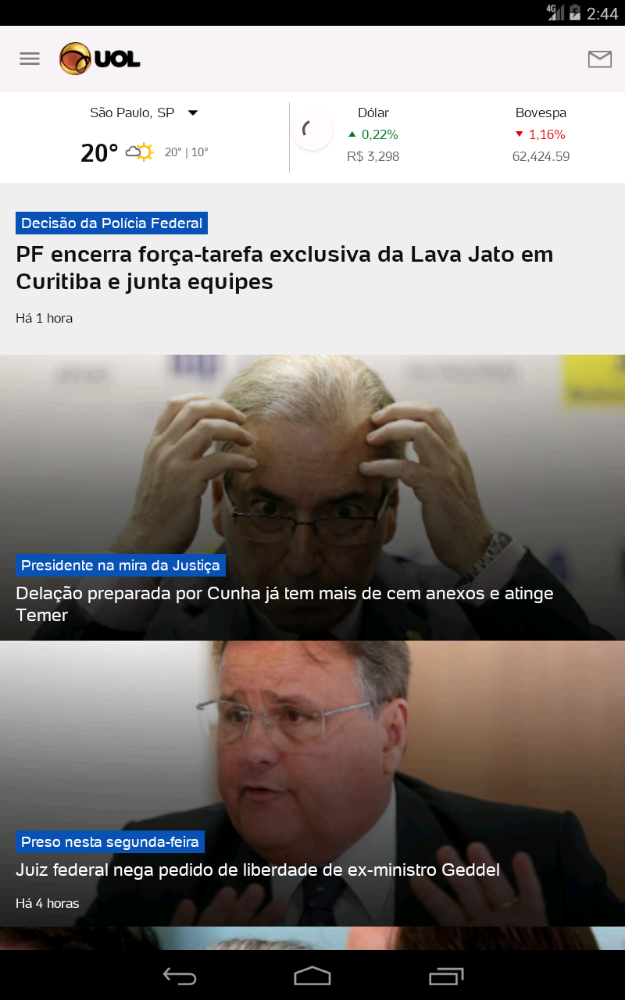 4G
2:44
UOL
São Paulo, SP
20°
20° | 10°
Dólar
0,22%
R$ 3,298
Bovespa
1,16%
62,424.59
Decisão da Polícia Federal
PF encerra força-tarefa exclusiva da Lava Jato em
Curitiba e junta equipes
Há 1 hora
Presidente na mira da Justiça
Delação preparada por Cunha já tem mais de cem anexos e atinge
Temer
Preso nesta segunda-feira
Juiz federal nega pedido de liberdade de ex-ministro Geddel
Há 4 horas